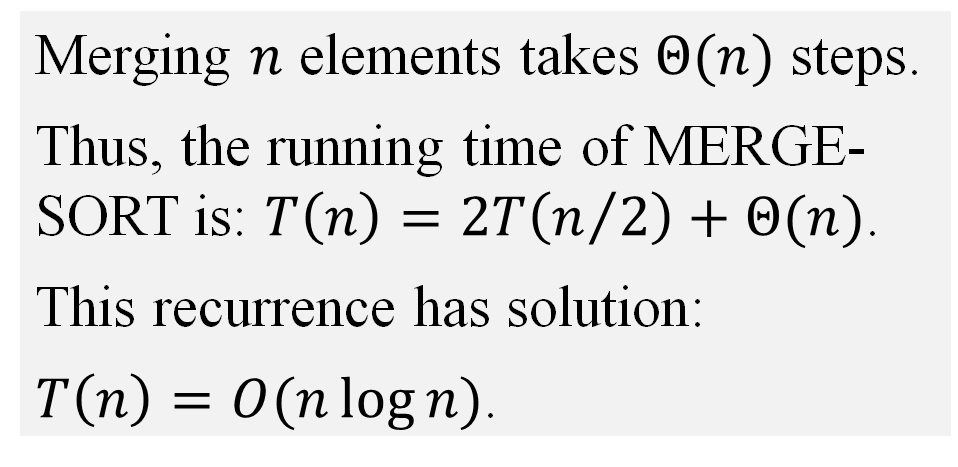 Merging n elements takes Θ(n) steps.
Thus, the running time of MERGE-
SORT is: T(n) = 2T(n/2) + Θ(n).
This recurrence has solution:
T(n) = O(n log n).